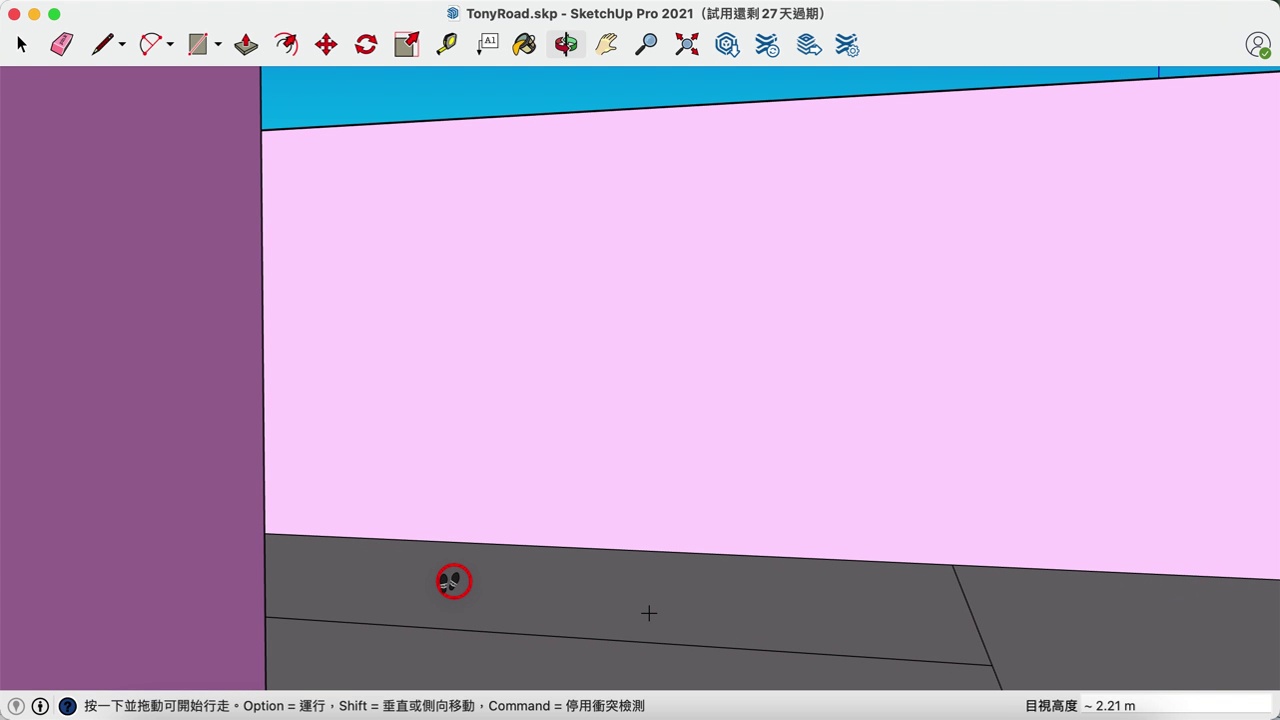 TonyRoad.skp - SketchUp Pro 2021（試用還剩 27 天過期）
A1
按一下並拖動可開始行走。Option = 運行，Shift = 垂直或側向移動，Command = 停用衝突檢測
目視高度 ~ 2.21 m